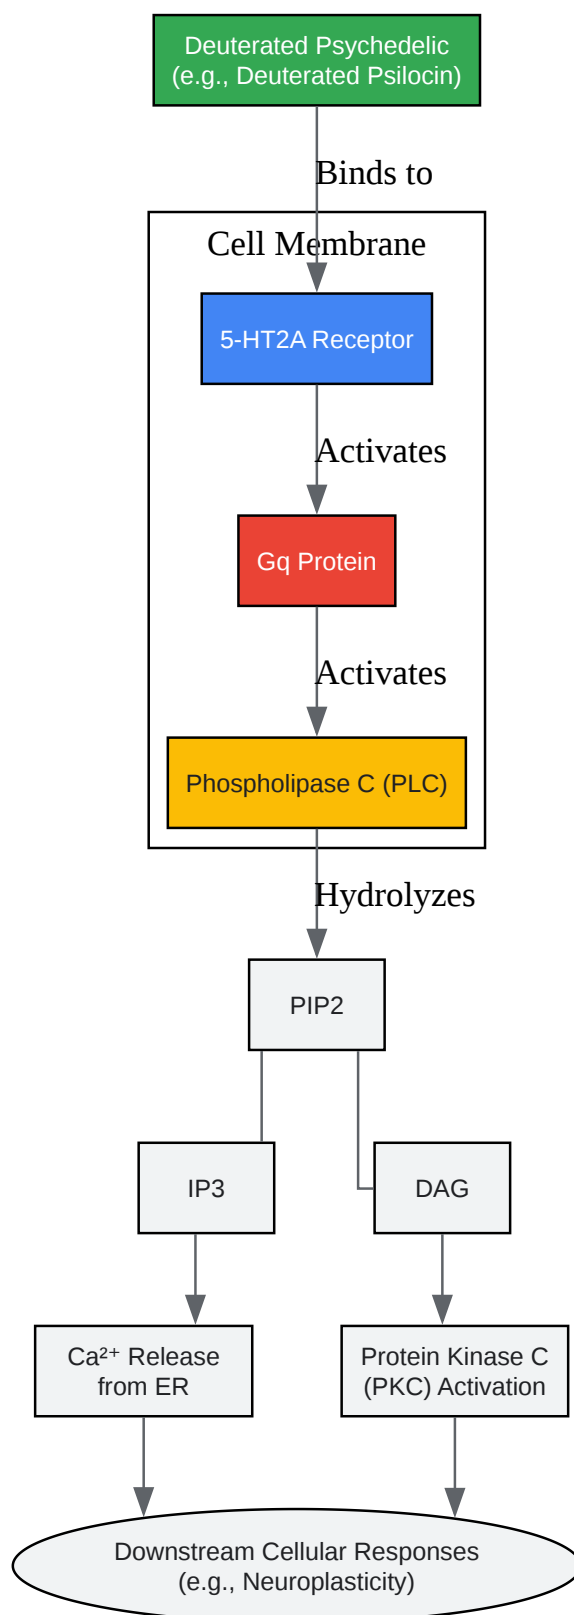 Deuterated Psychedelic
(e.g., Deuterated Psilocin)
Binds to
Cell Membrane
5-HT2A Receptor
Activates
Gq Protein
Activates
Phospholipase C (PLC)
Hydrolyzes
PIP2
IP3
DAG
Ca²⁺ Release
from ER
Protein Kinase C
(PKC) Activation
Downstream Cellular Responses
(e.g., Neuroplasticity)